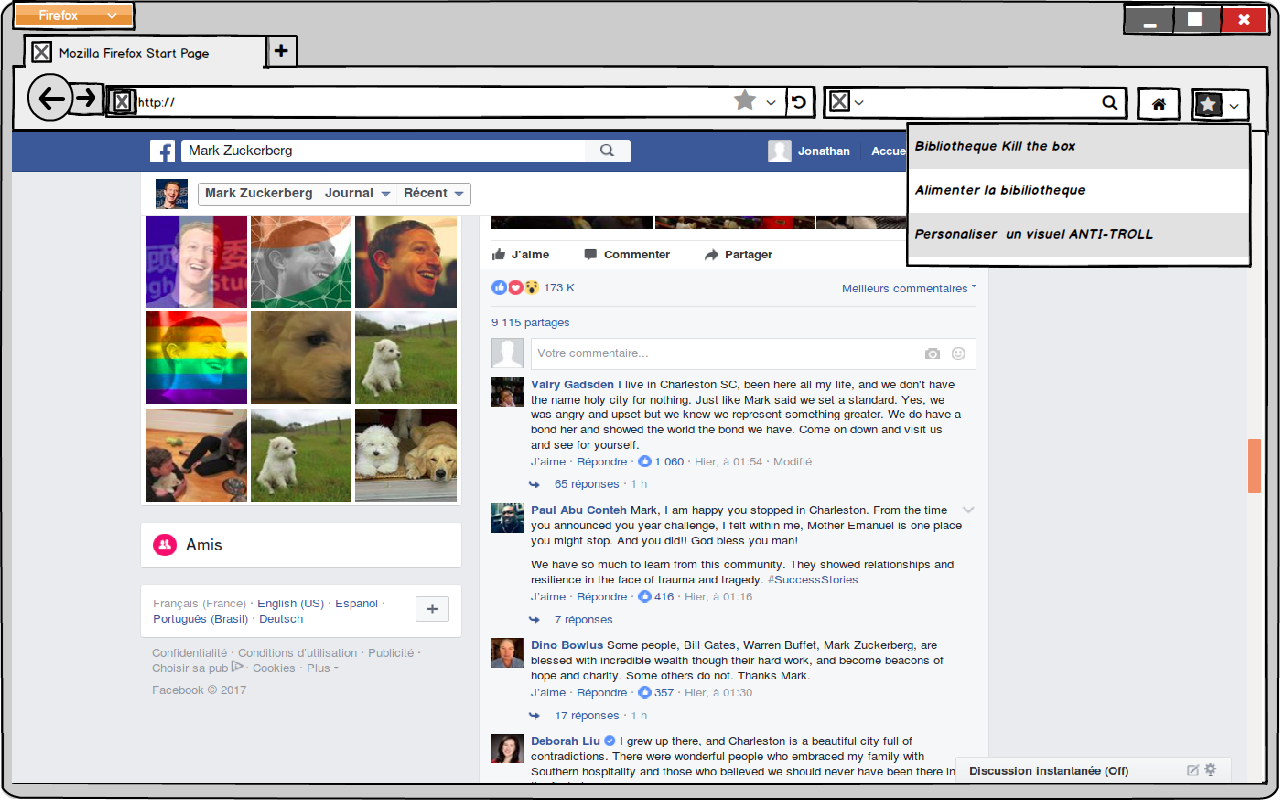 Firefox
Mozilla Firefox Start Page
http://
Bibliotheque Kill the box
Alimenter la bibiliotheque
Personaliser un visuel ANTI-TROLL
Mark Zuckerberg
Jonathan
Accue
Mark Zuckerberg Journal Récent
J'aime Commenter Partager
173 K
Meilleurs commentaires
9 115 partages
Votre commentaire...
Valry Gadsden I live in Charleston SC, been here all my life, and we don't have
the name holy city for nothing. Just like Mark said we set a standard. Yes, we
was angry and upset but we knew we represent something greater. We do have a
bond her and showed the world the bond we have. Come on down and visit us
and see for yourself.
J'aime · Répondre · 1 060 · Hier, à 01:54 · Modifié
65 réponses · 1 h
Paul Abu Conteh Mark, I am happy you stopped in Charleston. From the time
you announced you year challenge, I felt within me, Mother Emanuel is one place
you might stop. And you did!! God bless you man!
We have so much to learn from this community. They showed relationships and
resilience in the face of trauma and tragedy. #SuccessStories
J'aime · Répondre · 416 · Hier, à 01:16
7 réponses
Dino Bowlus Some people, Bill Gates, Warren Buffet, Mark Zuckerberg, are
blessed with incredible wealth though their hard work, and become beacons of
hope and charity. Some others do not. Thanks Mark.
J'aime · Répondre · 357 · Hier, à 01:30
17 réponses · 1 h
Deborah Liu I grew up there, and Charleston is a beautiful city full of
contradictions. There were wonderful people who embraced my family with
Southern hospitality and those who believed we should never have been there in
Amis
Français (France) · English (US) · Español ·
Português (Brasil) · Deutsch
Confidentialité · Conditions d'utilisation · Publicité ·
Choisir sa pub · Cookies · Plus
Facebook © 2017
Discussion instantanée (Off)